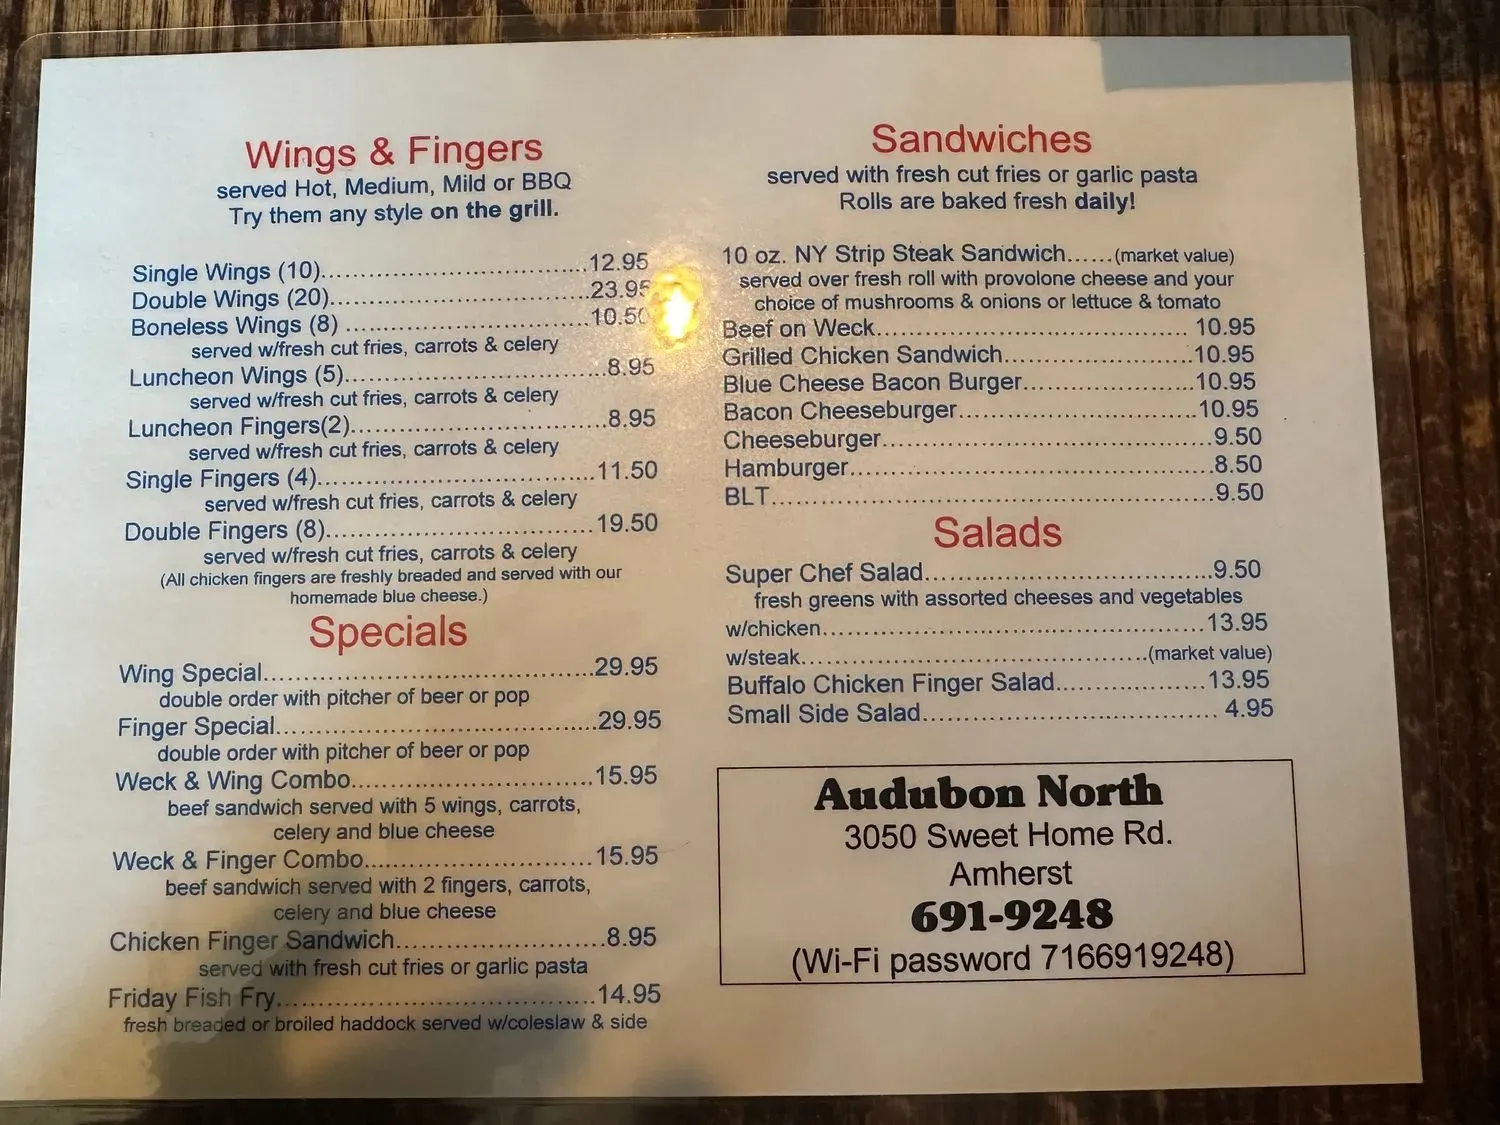 Wings & Fingers
served Hot, Medium, Mild or BBQ
Try them any style on the grill.
Single Wings (10)..................................12.95
Double Wings (20)..................................23.95
Boneless Wings (8) ................................10.50
served w/fresh cut fries, carrots & celery
Luncheon Wings (5)..................................8.95
served w/fresh cut fries, carrots & celery
Luncheon Fingers(2)..................................8.95
served w/fresh cut fries, carrots & celery
Single Fingers (4)....................................11.50
served w/fresh cut fries, carrots & celery
Double Fingers (8)...................................19.50
served w/fresh cut fries, carrots & celery
(All chicken fingers are freshly breaded and served with our
homemade blue cheese.)
Specials
Wing Special............................................29.95
double order with pitcher of beer or pop
Finger Special...........................................29.95
double order with pitcher of beer or pop
Weck & Wing Combo................................15.95
beef sandwich served with 5 wings, carrots,
celery and blue cheese
Weck & Finger Combo..............................15.95
beef sandwich served with 2 fingers, carrots,
celery and blue cheese
Chicken Finger Sandwich...........................8.95
served with fresh cut fries or garlic pasta
Friday Fish Fry..........................................14.95
fresh breaded or broiled haddock served w/coleslaw & side
Sandwiches
served with fresh cut fries or garlic pasta
Rolls are baked fresh daily!
10 oz. NY Strip Steak Sandwich......(market value)
served over fresh roll with provolone cheese and your
choice of mushrooms & onions or lettuce & tomato
Beef on Weck.......................................... 10.95
Grilled Chicken Sandwich.........................10.95
Blue Cheese Bacon Burger......................10.95
Bacon Cheeseburger................................10.95
Cheeseburger............................................9.50
Hamburger................................................8.50
BLT...........................................................9.50
Salads
Super Chef Salad......................................9.50
fresh greens with assorted cheeses and vegetables
w/chicken..................................................13.95
w/steak.............................................(market value)
Buffalo Chicken Finger Salad...................13.95
Small Side Salad...................................... 4.95
Audubon North
3050 Sweet Home Rd.
Amherst
691-9248
(Wi-Fi password 7166919248)